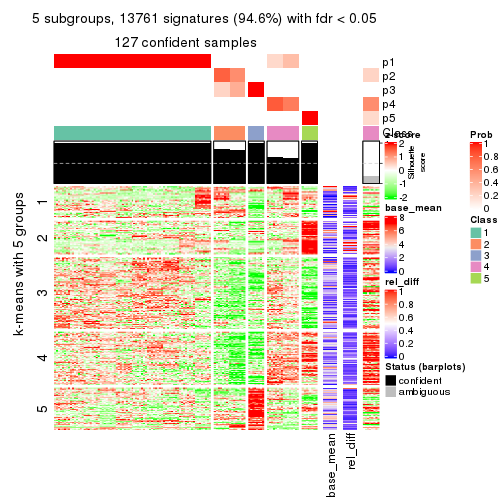 5 subgroups, 13761 signatures (94.6%) with fdr < 0.05
127 confident samples
p1
p2
p3
p4
p5
Class
z-score
2
1
0
-1
-2
Silhouette
score
Prob
1
0.8
0.6
0.4
0.2
0
base_mean
8
6
4
2
0
Class
1
2
3
4
5
rel_diff
1
0.8
0.6
0.4
0.2
0
Status (barplots)
confident
ambiguous
k-means with 5 groups
1
2
3
4
5
base_mean
rel_diff